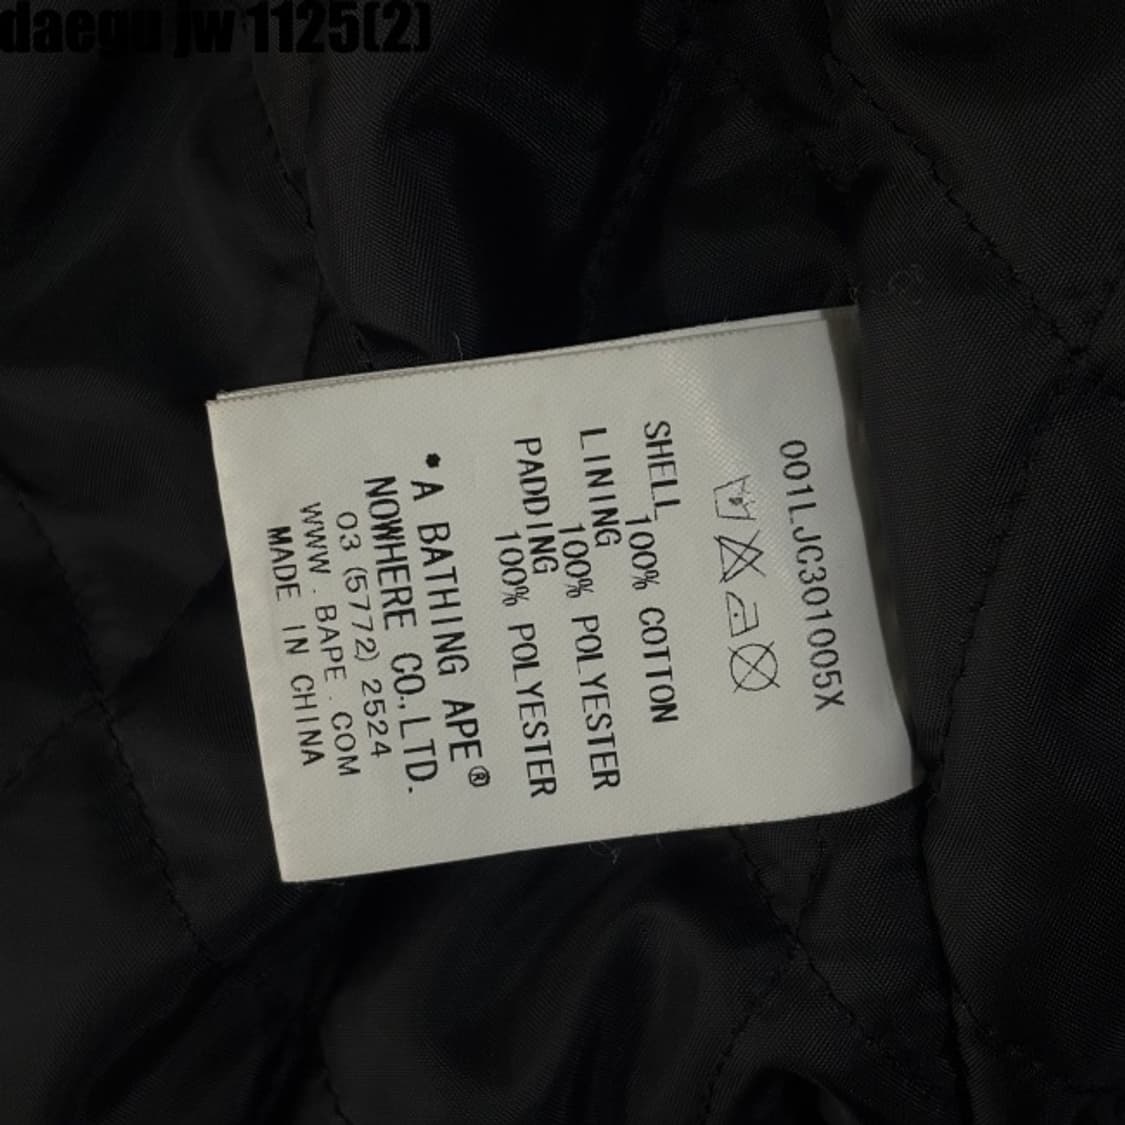 daegu jw 1125(2)
001LJC301005X
SHELL
100% COTTON
LINING
100% POLYESTER
PADDING
100% POLYESTER
• A BATHING APE®
NOWHERE CO.,LTD.
03 (5772) 2524
WWW.BAPE.COM
MADE IN CHINA